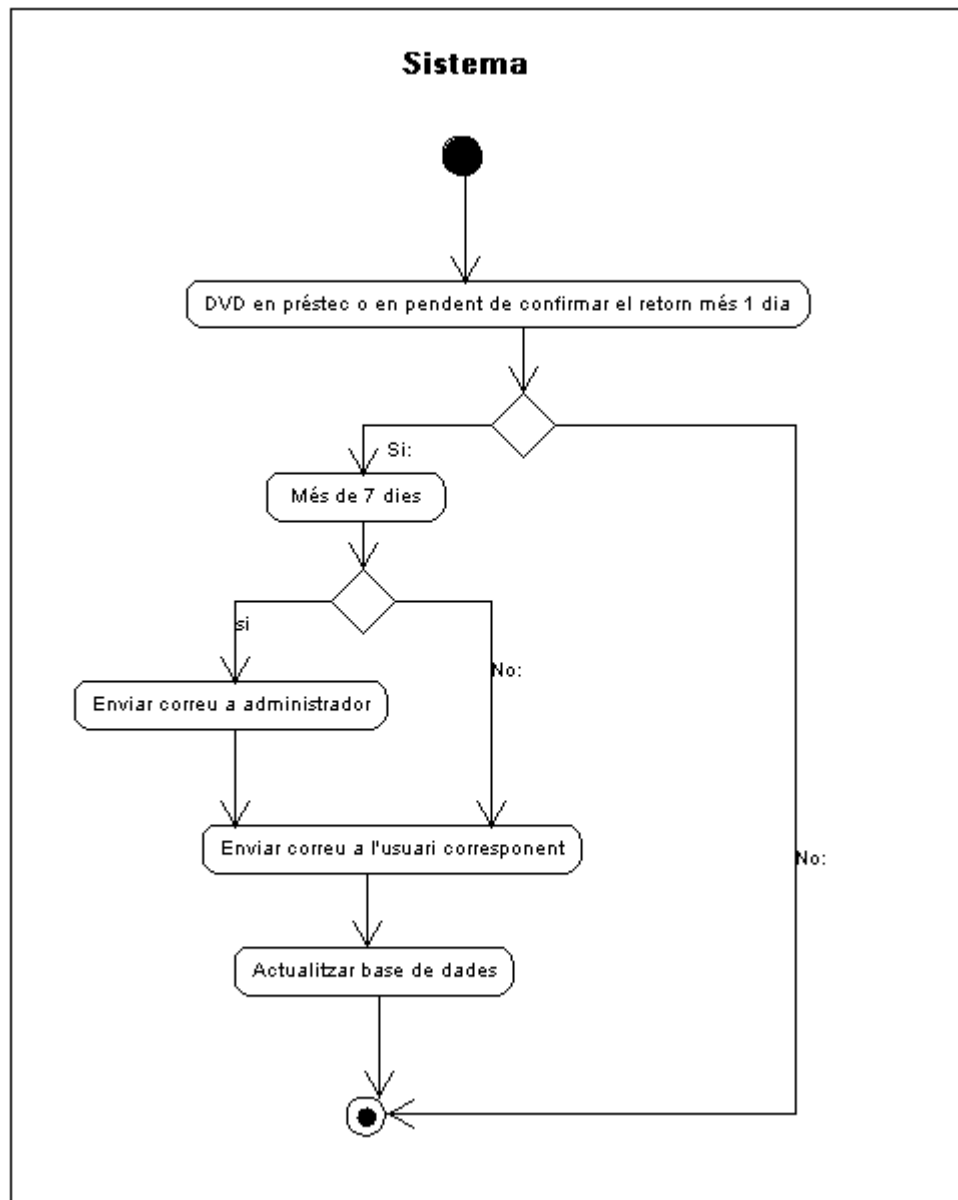 Sistema
DVD en préstec o en pendent de confirmar el retorn més 1 dia
Si:
Més de 7 dies
si
No:
Enviar correu a administrador
Enviar correu a l'usuari corresponent
No:
Actualitzar base de dades